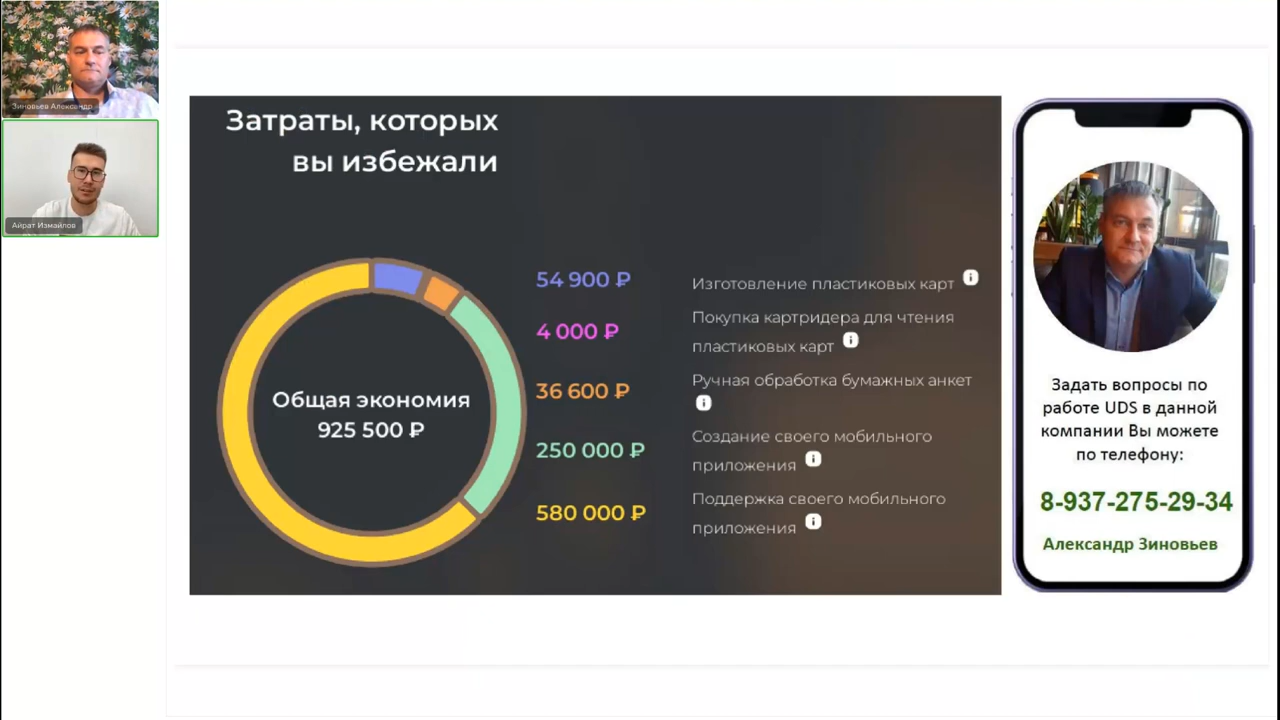 Зиновьев Александр
Айрат Измайлов
Затраты, которых
вы избежали
Общая экономия
925 500 ₽
54 900 ₽
Изготовление пластиковых карт
4 000 ₽
Покупка картридера для чтения
пластиковых карт
36 600 ₽
Ручная обработка бумажных анкет
250 000 ₽
Создание своего мобильного
приложения
580 000 ₽
Поддержка своего мобильного
приложения
Задать вопросы по
работе UDS в данной
компании Вы можете
по телефону:
8-937-275-29-34
Александр Зиновьев